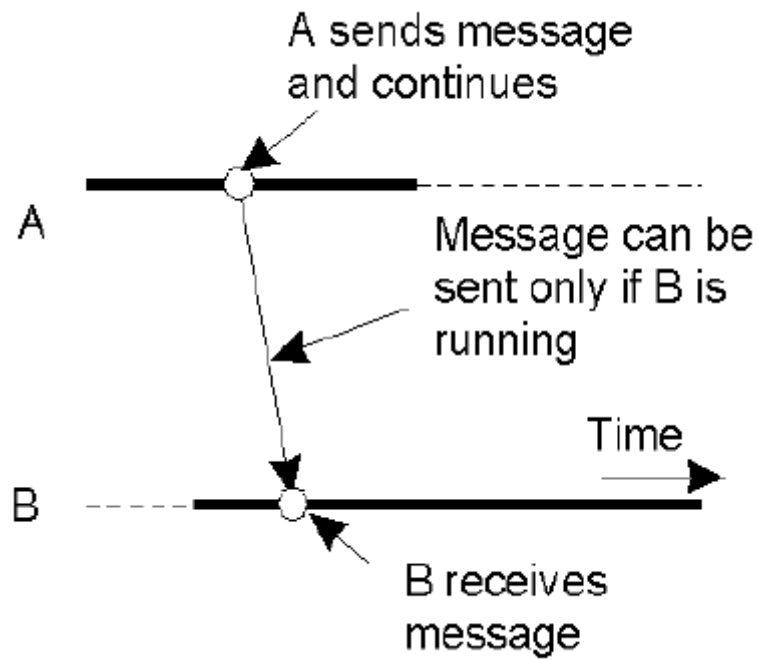 A sends message
and continues
A
Message can be
sent only if B is
running
Time
B
B receives
message